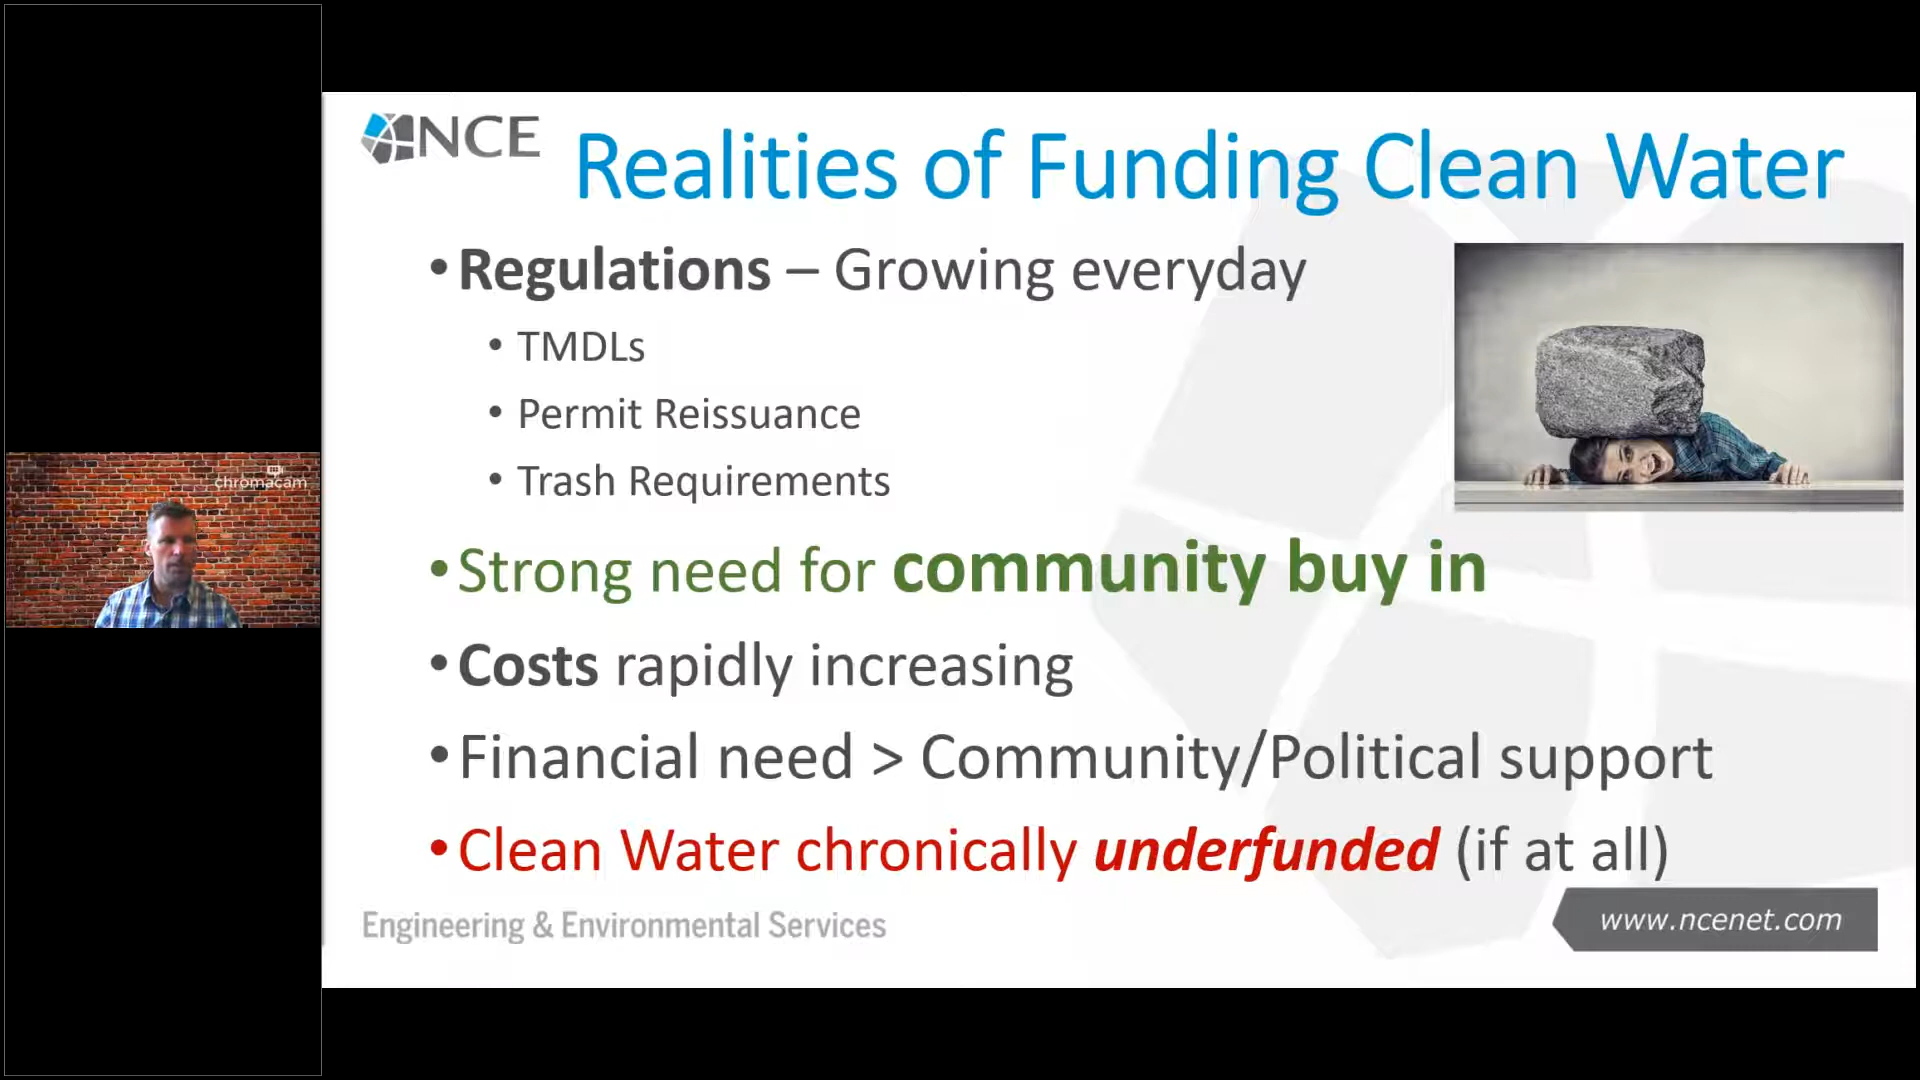 NCE
Realities of Funding Clean Water
•Regulations – Growing everyday
• TMDLs
• Permit Reissuance
• Trash Requirements
•Strong need for community buy in
•Costs rapidly increasing
•Financial need > Community/Political support
•Clean Water chronically underfunded (if at all)
Engineering & Environmental Services
www.ncenet.com
chromacam